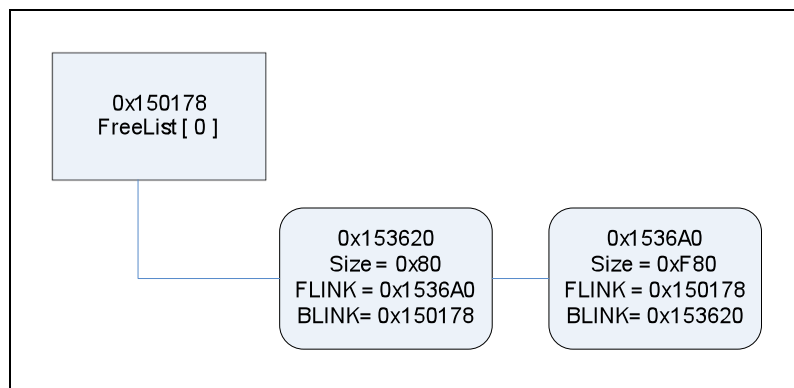 0x150178
FreeList [ 0 ]
0x153620
Size = 0x80
FLINK = 0x1536A0
BLINK= 0x150178
0x1536A0
Size = 0xF80
FLINK = 0x150178
BLINK= 0x153620